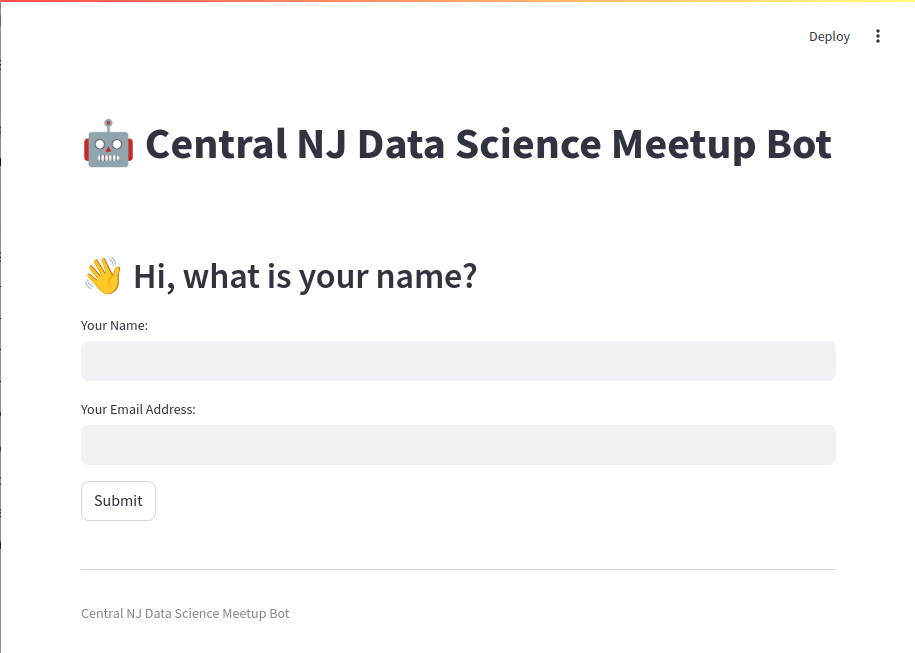 Deploy
🤖 Central NJ Data Science Meetup Bot
👋 Hi, what is your name?
Your Name:
Your Email Address:
Submit
Central NJ Data Science Meetup Bot